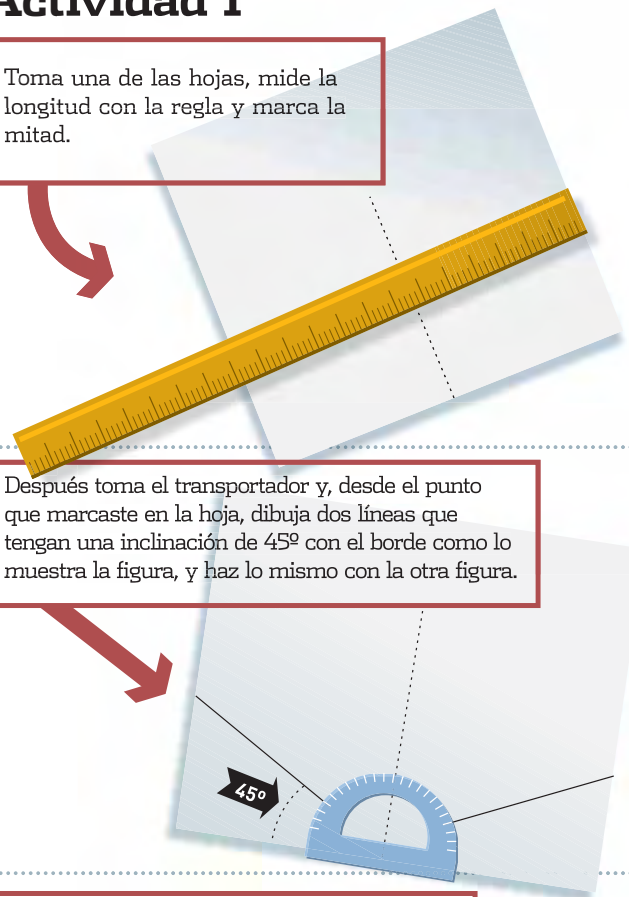 Actividad 1
Toma una de las hojas, mide la
longitud con la regla y marca la
mitad.
Después toma el transportador y, desde el punto
que marcaste en la hoja, dibuja dos líneas que
tengan una inclinación de 45º con el borde como lo
muestra la figura, y haz lo mismo con la otra figura.
45º